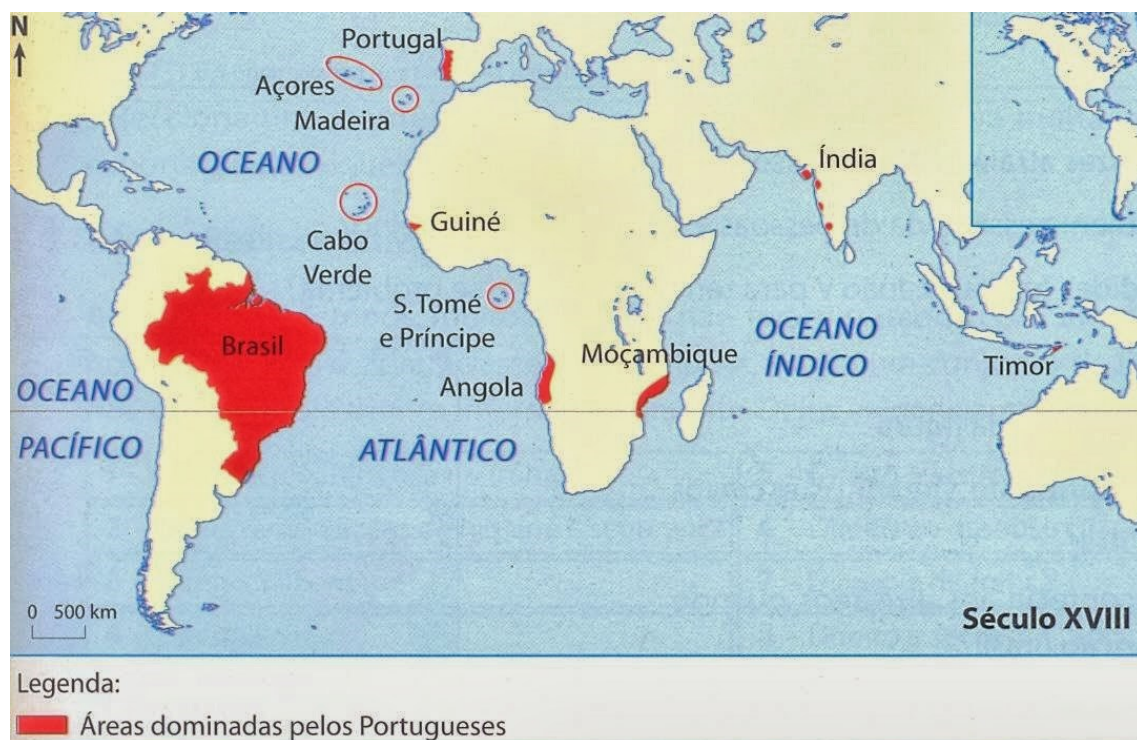 N
Portugal
Açores
Madeira
OCEANO
Índia
Guiné
Cabo
Verde
S. Tomé
e Príncipe
Brasil
Moçambique
OCEANO
ÍNDICO
Timor
Angola
OCEANO
PACÍFICO
ATLÂNTICO
0 500 km
Século XVIII
Legenda:
Áreas dominadas pelos Portugueses